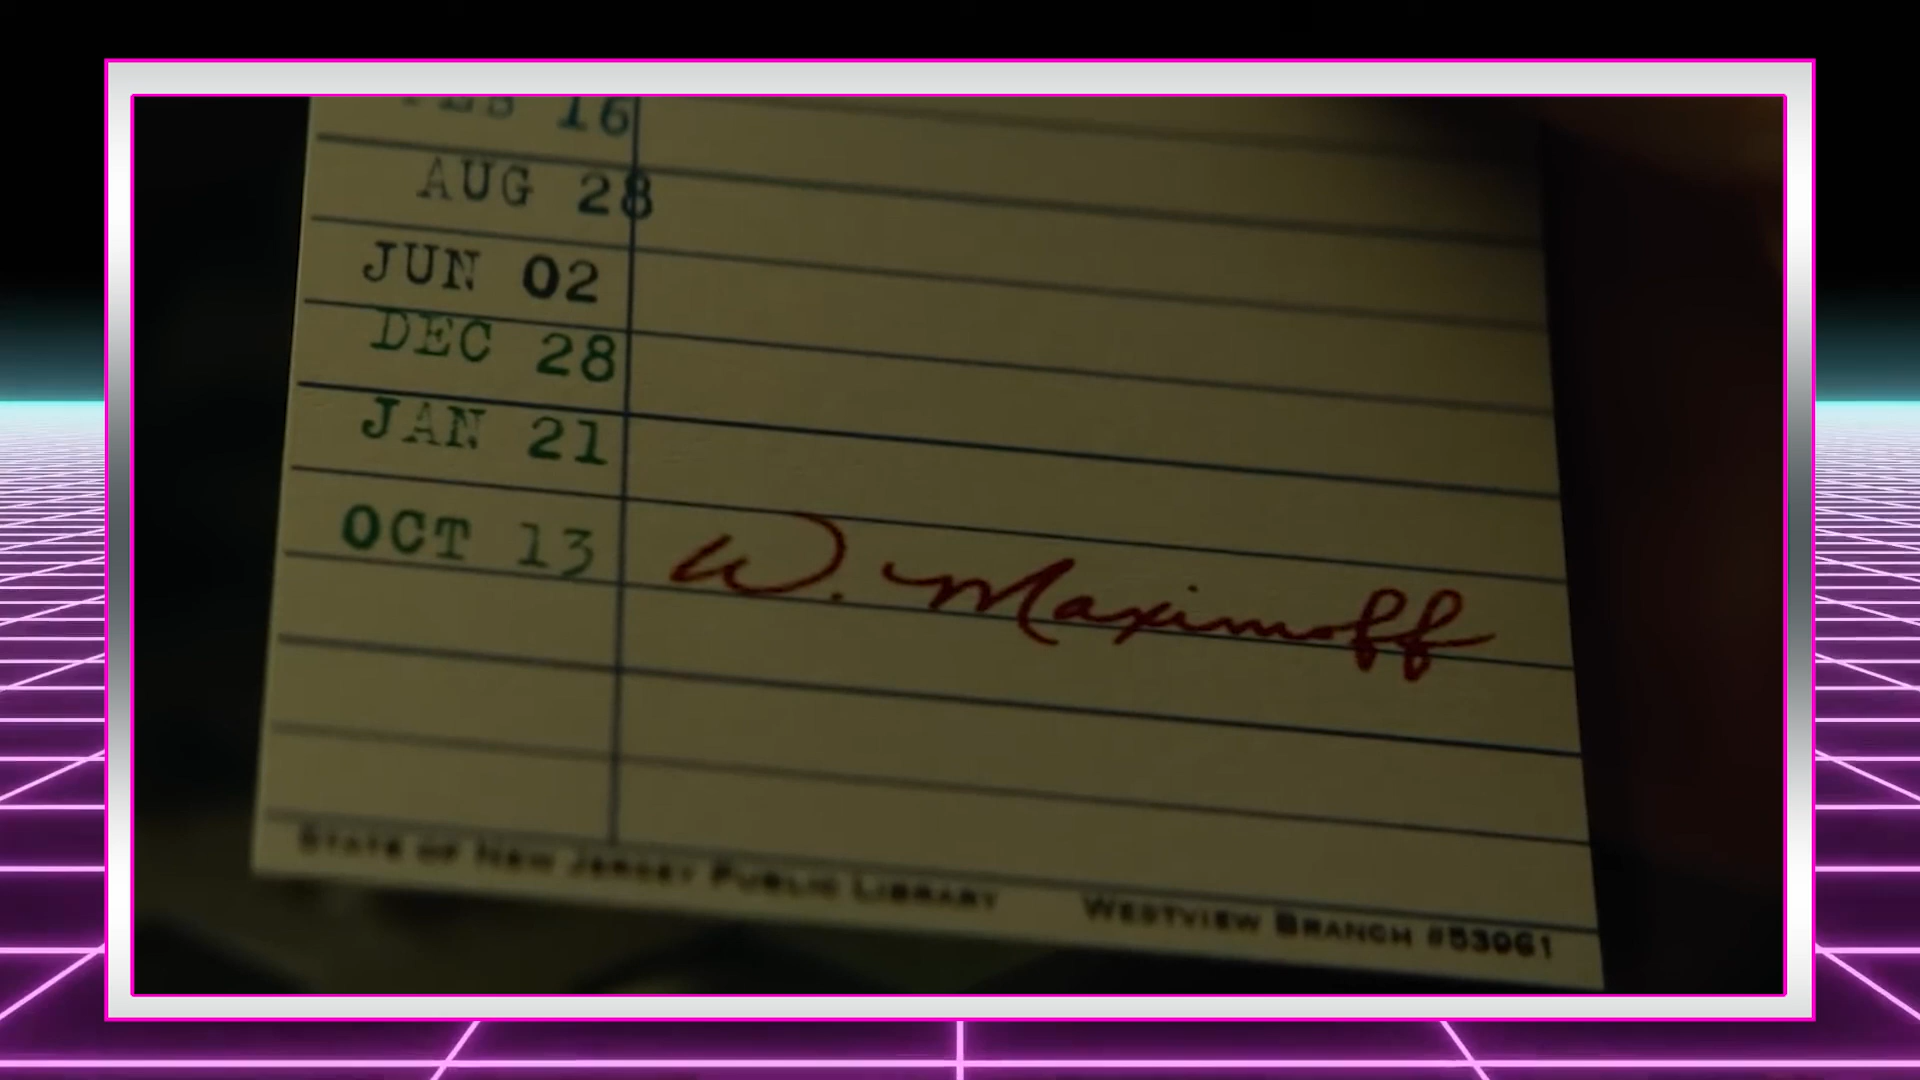 FEB 16
AUG 28
JUN 02
DEC 28
JAN 21
OCT 13 W. Maximoff
STATE OF NEW JERSEY PUBLIC LIBRARY WESTVIEW BRANCH #53061